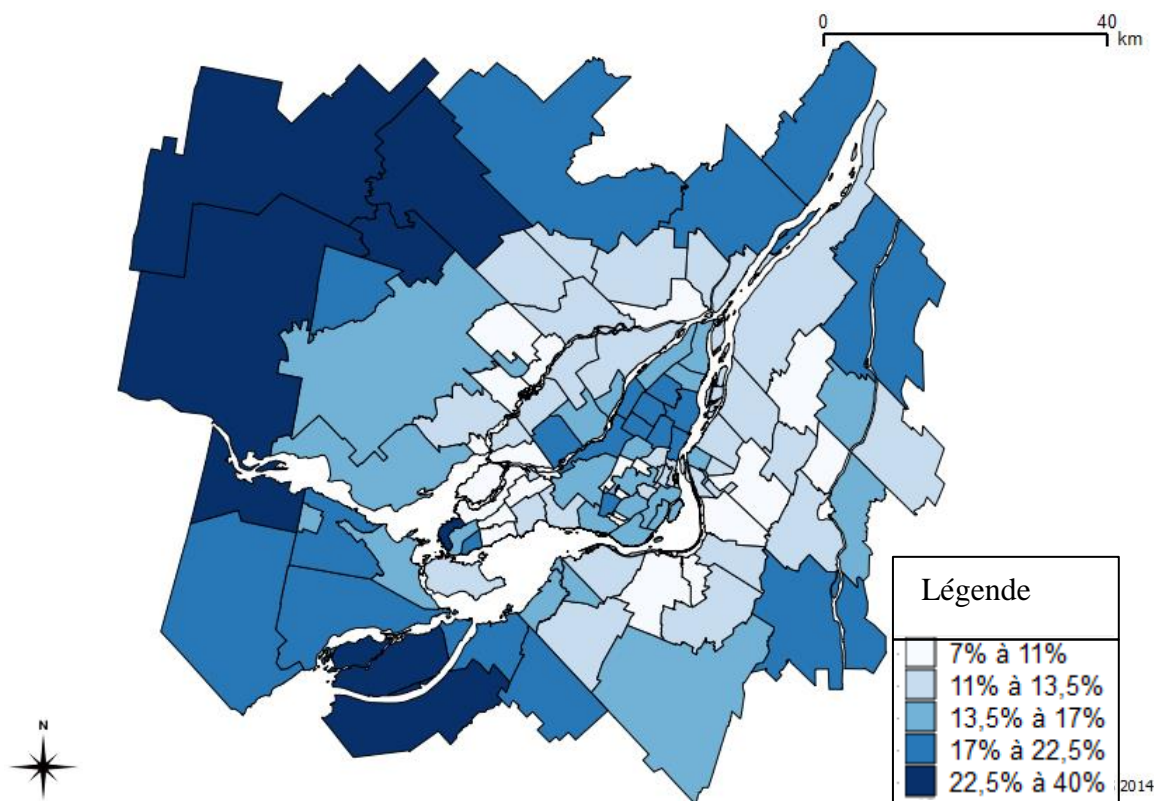 0 40
km
N
Légende
7% à 11%
11% à 13,5%
13,5% à 17%
17% à 22,5%
22,5% à 40%
2014